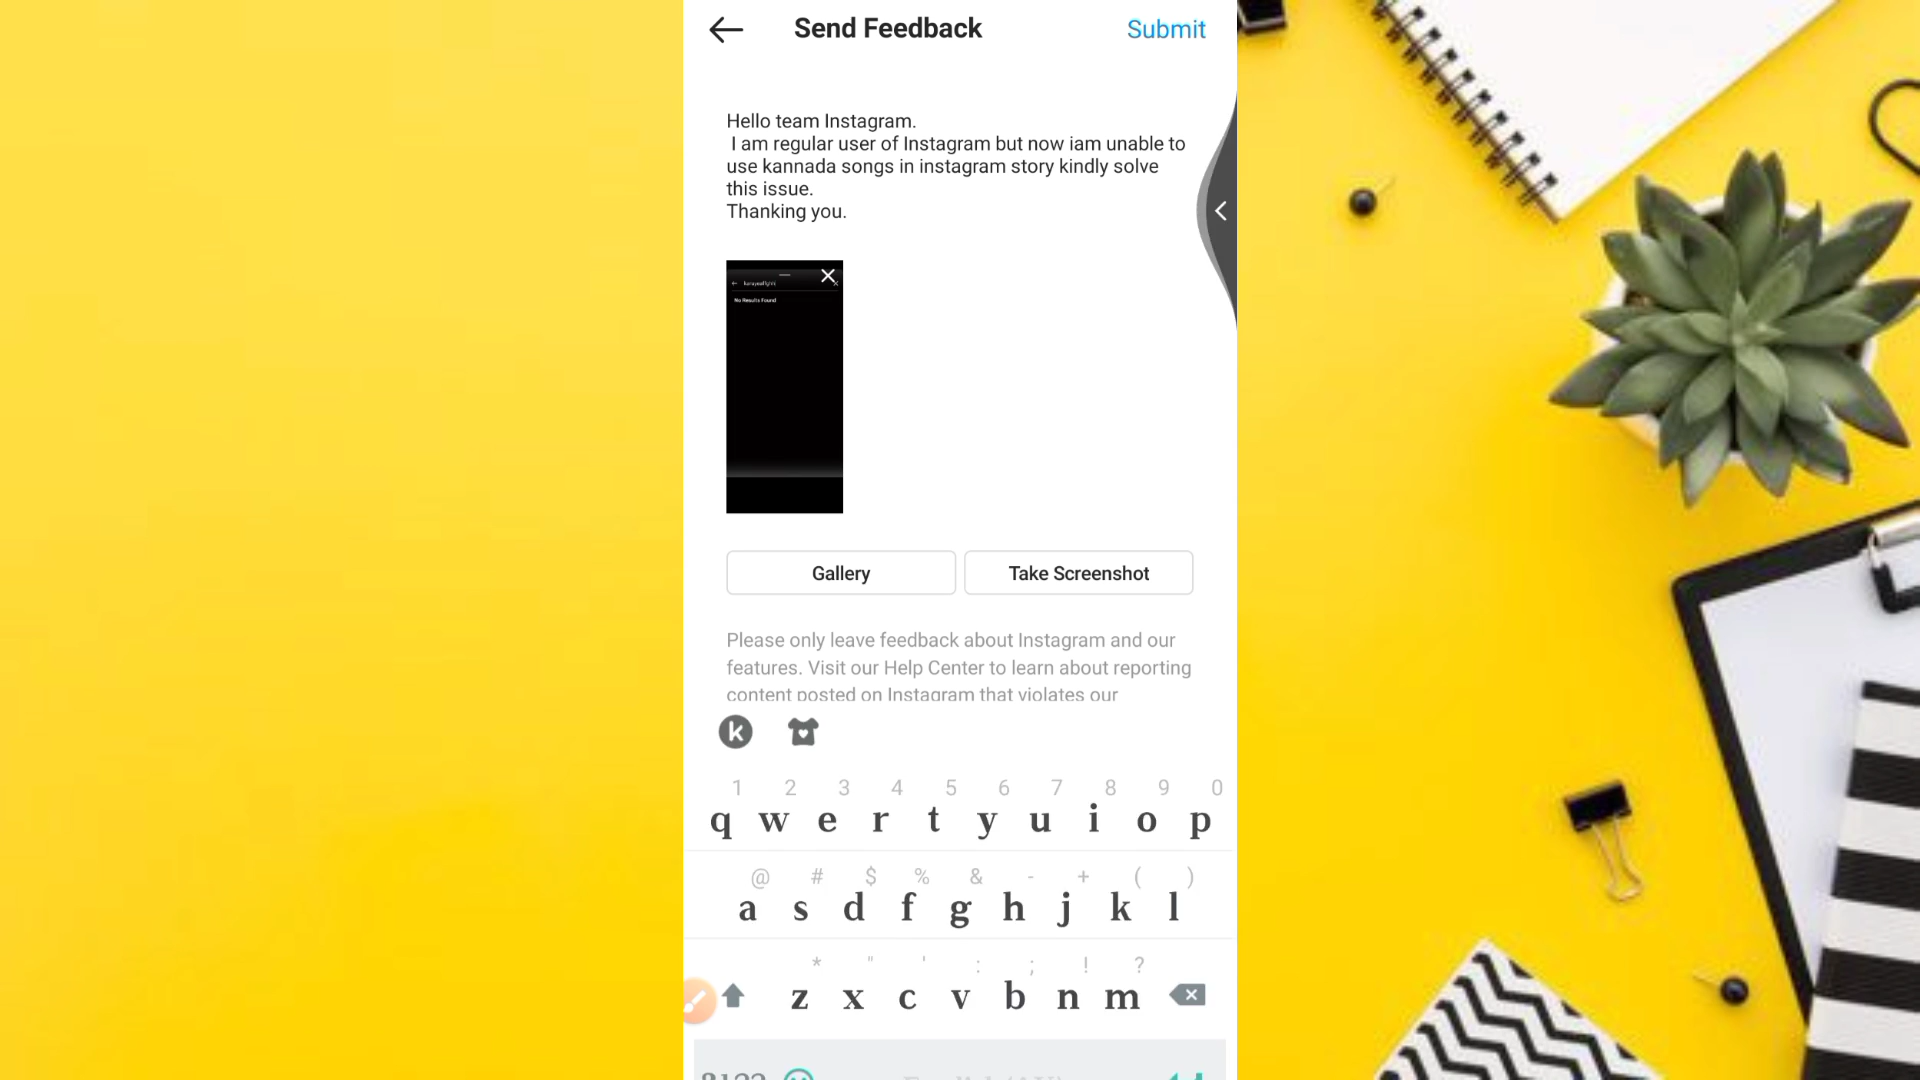 Send Feedback
Submit
Hello team Instagram.
I am regular user of Instagram but now iam unable to
use kannada songs in instagram story kindly solve
this issue.
Thanking you.
No Results Found
Gallery
Take Screenshot
Please only leave feedback about Instagram and our
features. Visit our Help Center to learn about reporting
content posted on Instagram that violates our
k
1 2 3 4 5 6 7 8 9 0
q w e r t y u i o p
@ # $ % & - + ( )
a s d f g h j k l
* " ' : ; ! ?
z x c v b n m